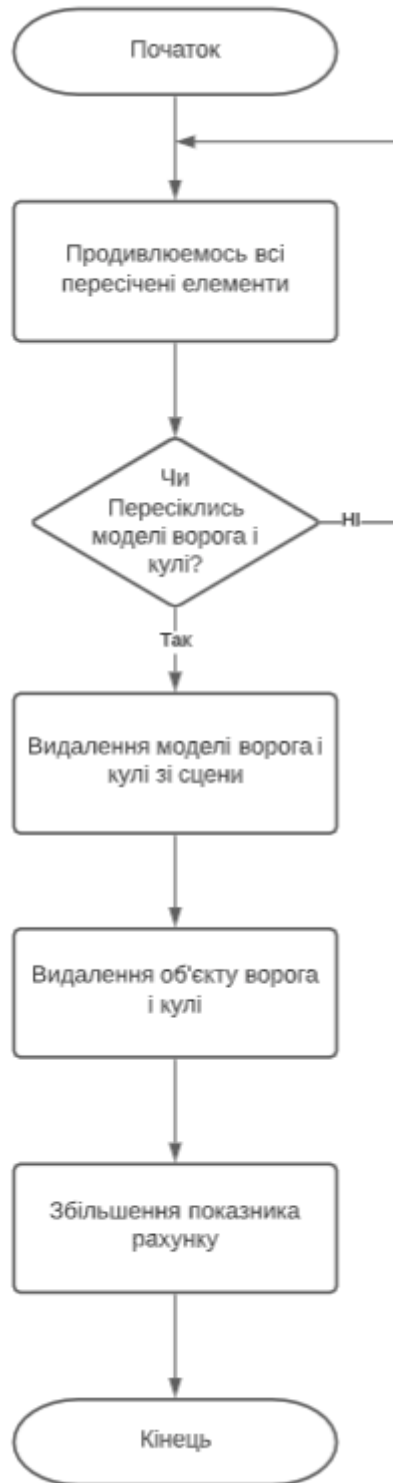 Початок
Продивлюемось всі
пересічені елементи
Чи
Пересіклись
моделі ворога і
кулі?
НІ
Так
Видалення моделі ворога і
кулі зі сцени
Видалення об'єкту ворога
і кулі
Збільшення показника
рахунку
Кінець